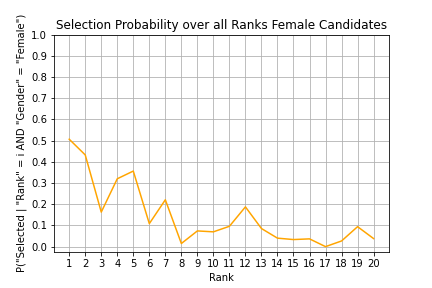 Selection Probability over all Ranks Female Candidates
P("Selected | "Rank" = i AND "Gender" = "Female")
1.0
0.9
0.8
0.7
0.6
0.5
0.4
0.3
0.2
0.1
0.0
1 2 3 4 5 6 7 8 9 10 11 12 13 14 15 16 17 18 19 20
Rank